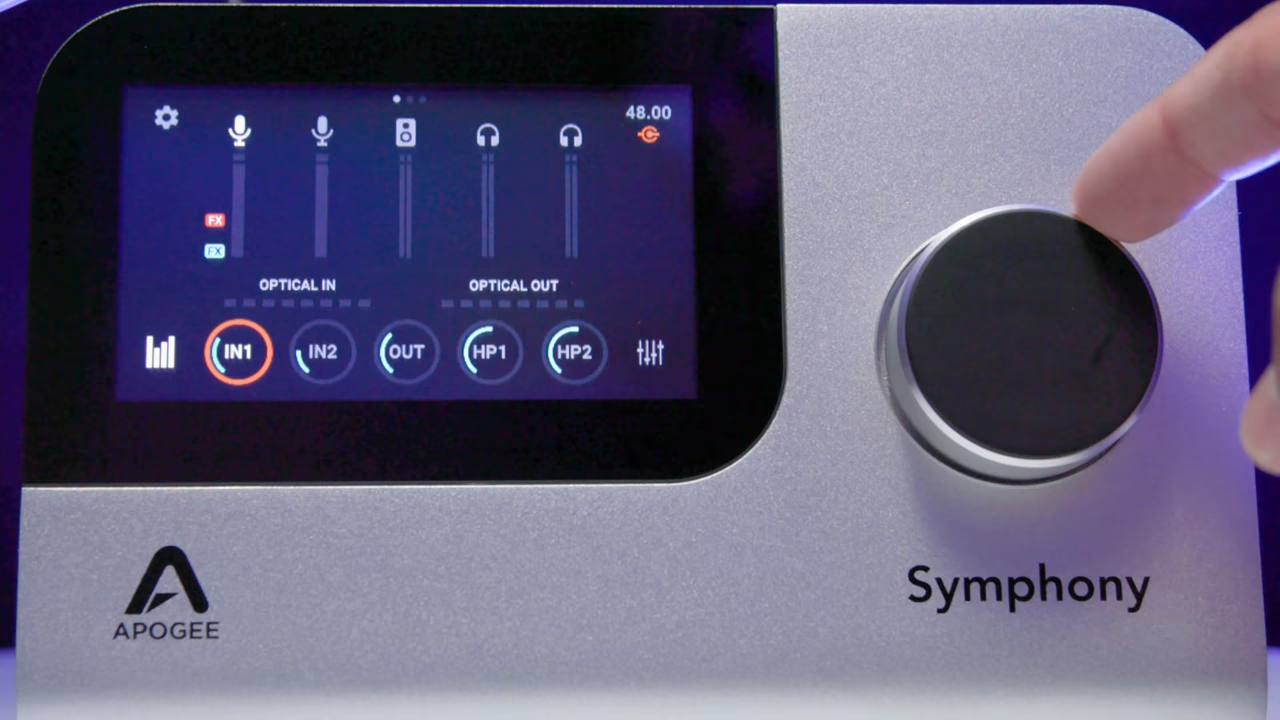 48.00
FX
FX
OPTICAL IN
OPTICAL OUT
IN1
IN2
OUT
HP1
HP2
APOGEE
Symphony